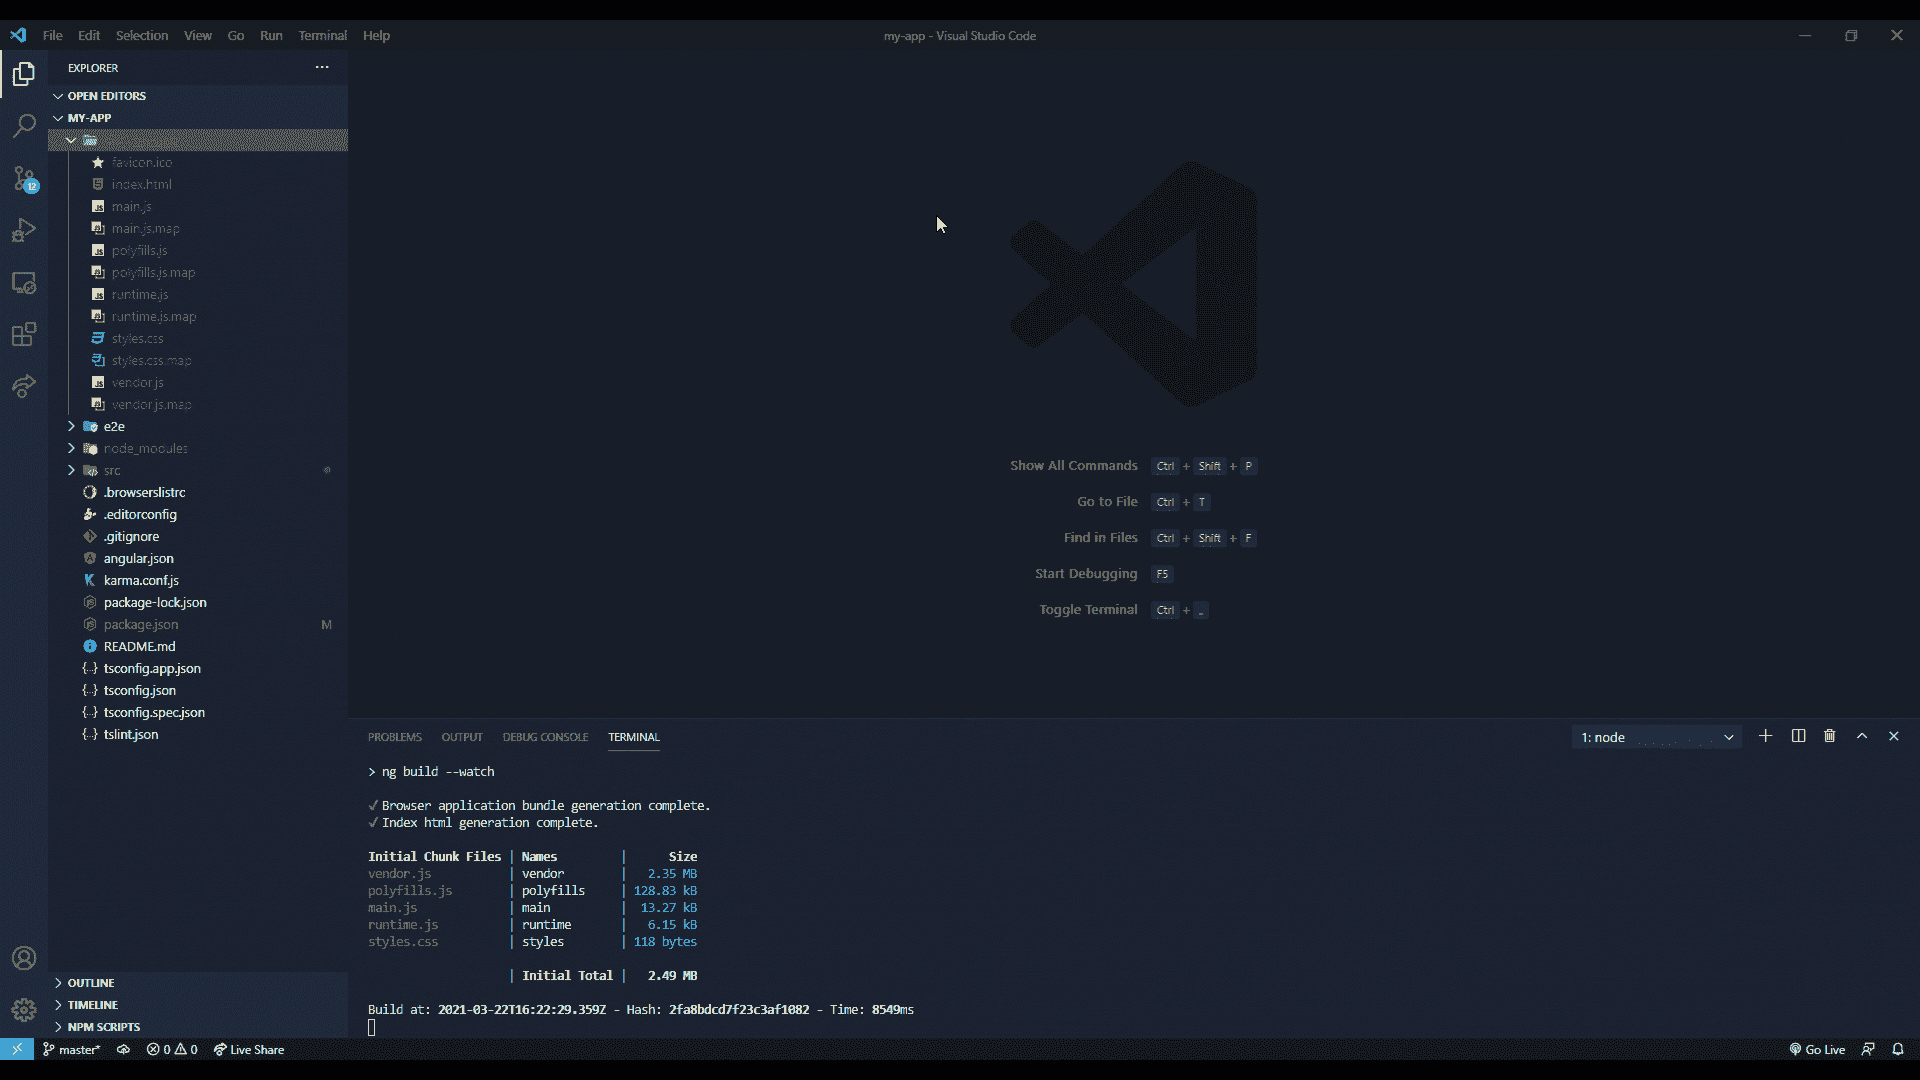 File Edit Selection View Go Run Terminal Help
my-app - Visual Studio Code
EXPLORER
OPEN EDITORS
MY-APP
favicon.ico
index.html
main.js
main.js.map
polyfills.js
polyfills.js.map
runtime.js
runtime.js.map
styles.css
styles.css.map
vendor.js
vendor.js.map
e2e
node_modules
src
.browserslistrc
.editorconfig
.gitignore
angular.json
karma.conf.js
package-lock.json
package.json M
README.md
tsconfig.app.json
tsconfig.json
tsconfig.spec.json
tslint.json
OUTLINE
TIMELINE
NPM SCRIPTS
12
Show All Commands Ctrl + Shift + P
Go to File Ctrl + T
Find in Files Ctrl + Shift + F
Start Debugging F5
Toggle Terminal Ctrl + _
PROBLEMS OUTPUT DEBUG CONSOLE TERMINAL
1: node
> ng build --watch
✓ Browser application bundle generation complete.
✓ Index html generation complete.
Initial Chunk Files | Names | Size
vendor.js | vendor | 2.35 MB
polyfills.js | polyfills | 128.83 kB
main.js | main | 13.27 kB
runtime.js | runtime | 6.15 kB
styles.css | styles | 118 bytes
| Initial Total | 2.49 MB
Build at: 2021-03-22T16:22:29.359Z - Hash: 2fa8bdcd7f23c3af1082 - Time: 8549ms
master* 0 0 Live Share
Go Live